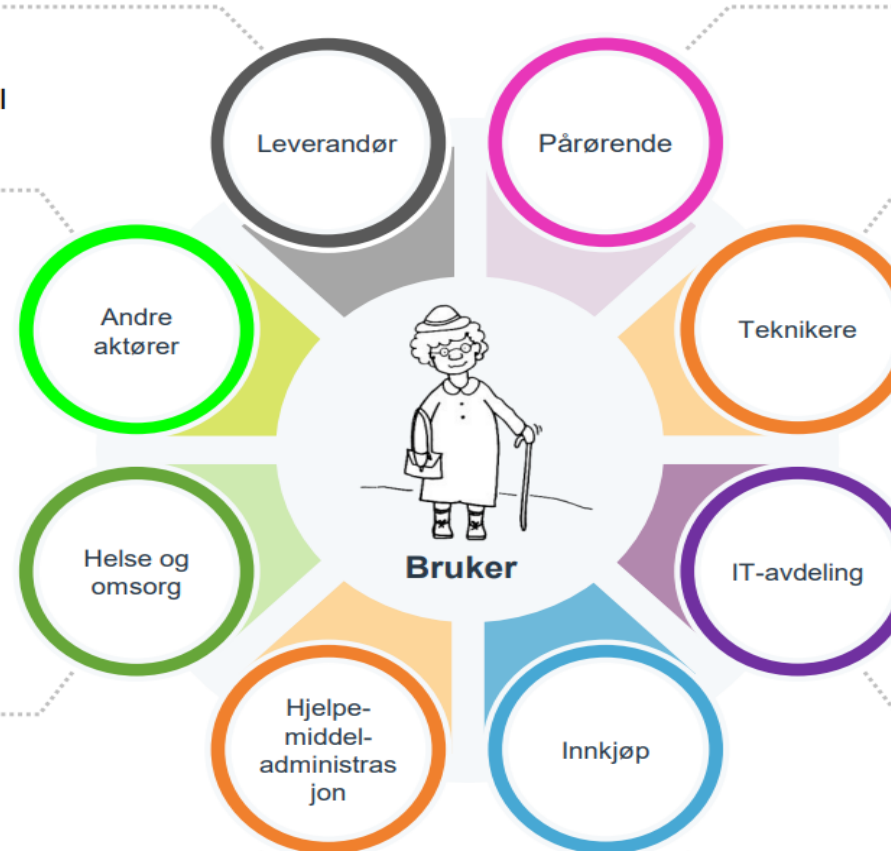 l
Leverandør
Pårørende
Andre
aktører
Teknikere
Helse og
omsorg
Bruker
IT-avdeling
Hjelpe-
middel-
administras
jon
Innkjøp